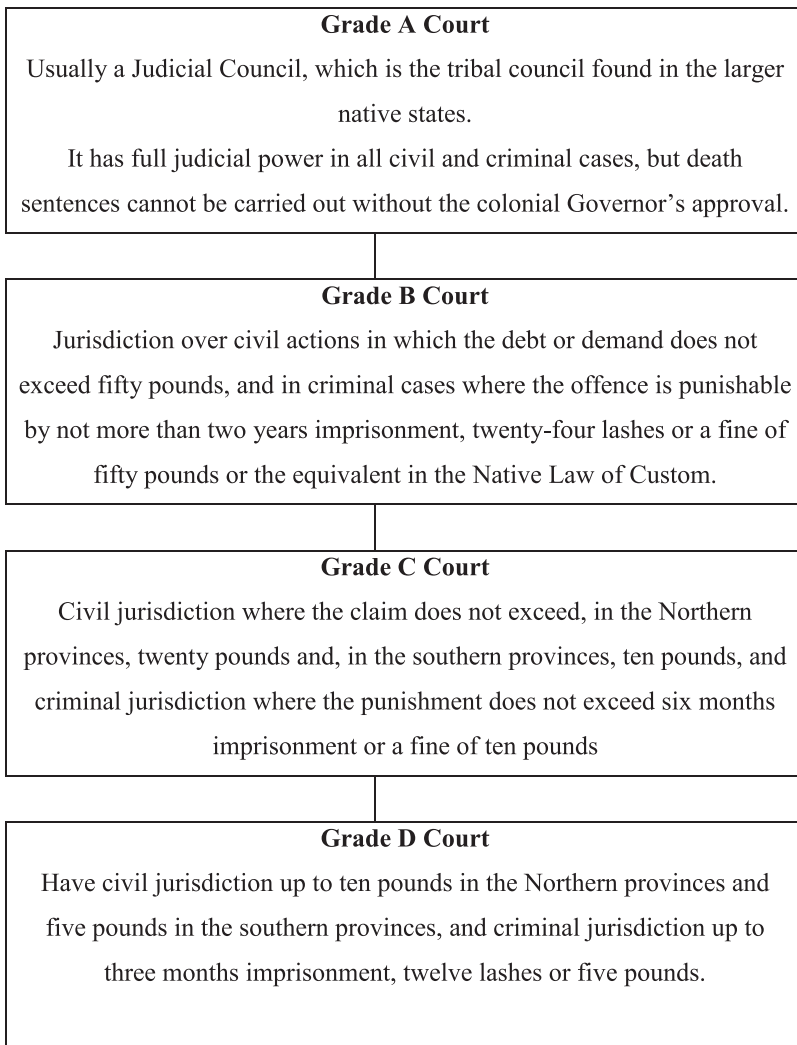 Grade A Court
Usually a Judicial Council, which is the tribal council found in the larger
native states.
It has full judicial power in all civil and criminal cases, but death
sentences cannot be carried out without the colonial Governor’s approval.
Grade B Court
Jurisdiction over civil actions in which the debt or demand does not
exceed fifty pounds, and in criminal cases where the offence is punishable
by not more than two years imprisonment, twenty-four lashes or a fine of
fifty pounds or the equivalent in the Native Law of Custom.
Grade C Court
Civil jurisdiction where the claim does not exceed, in the Northern
provinces, twenty pounds and, in the southern provinces, ten pounds, and
criminal jurisdiction where the punishment does not exceed six months
imprisonment or a fine of ten pounds
Grade D Court
Have civil jurisdiction up to ten pounds in the Northern provinces and
five pounds in the southern provinces, and criminal jurisdiction up to
three months imprisonment, twelve lashes or five pounds.